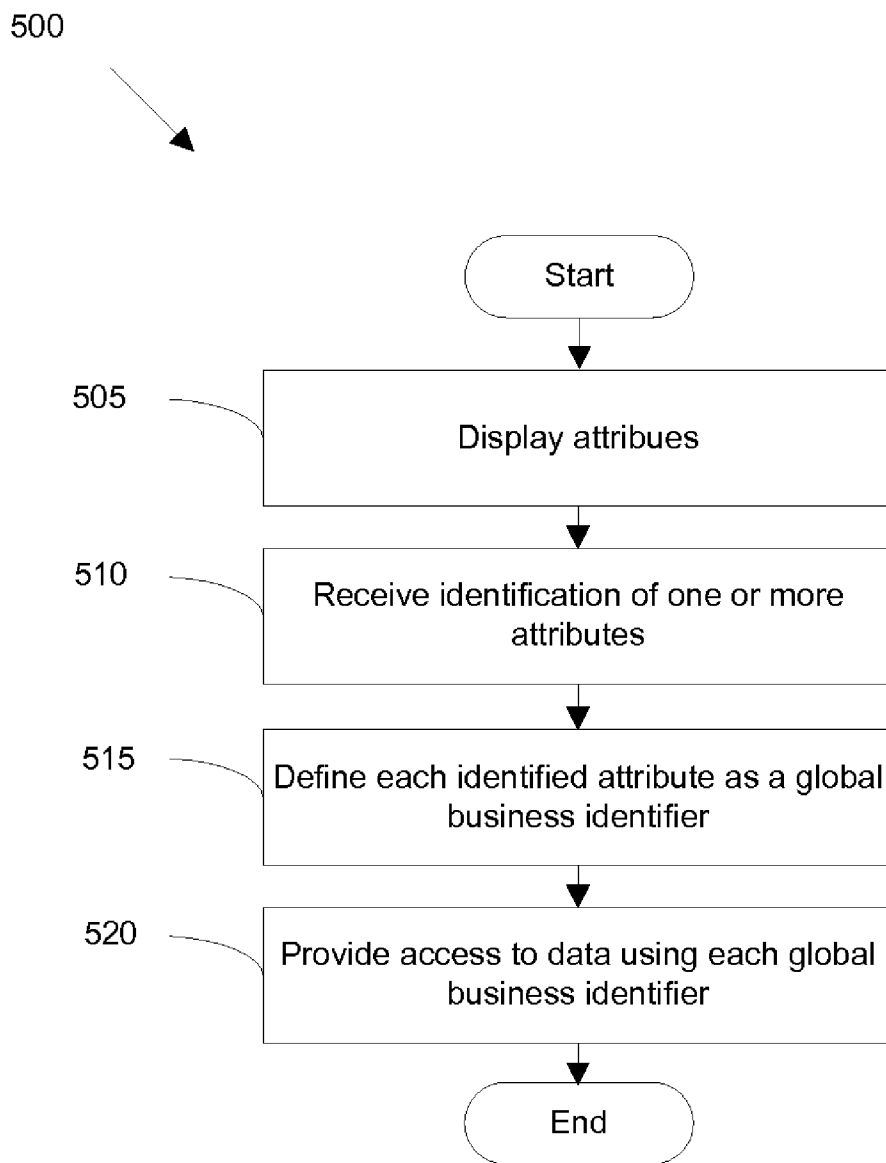 500
Start
505
Display attribues
510
Receive identification of one or more
attributes
515
Define each identified attribute as a global
business identifier
520
Provide access to data using each global
business identifier
End